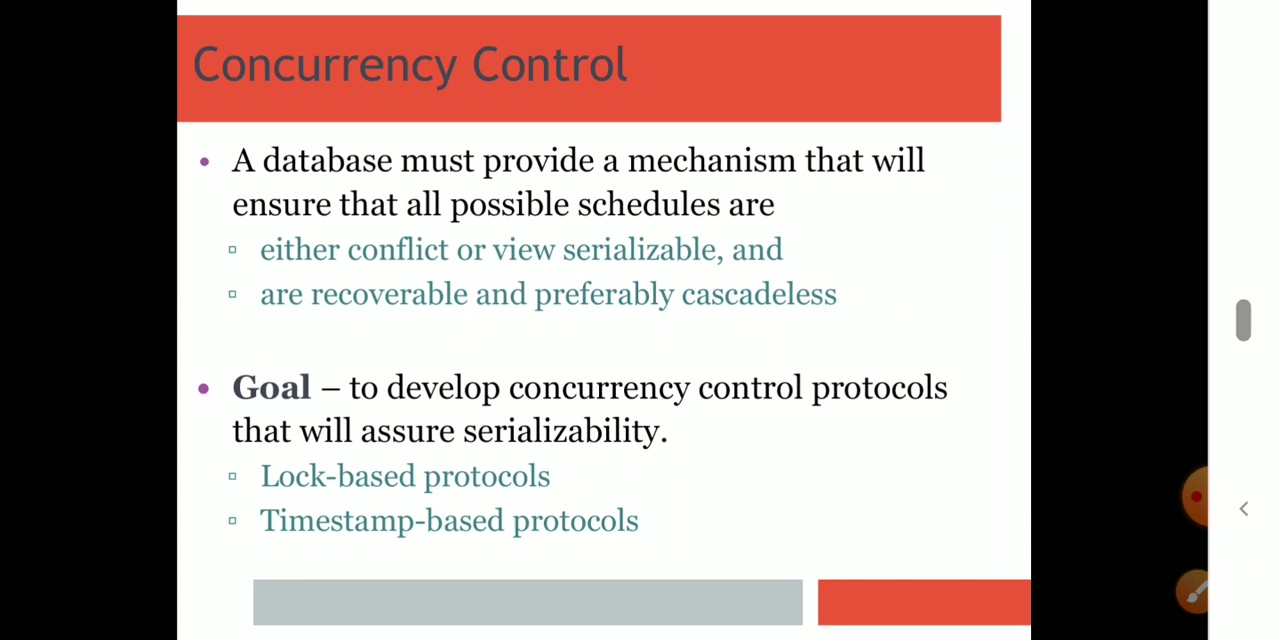 Concurrency Control
• A database must provide a mechanism that will
ensure that all possible schedules are
▫ either conflict or view serializable, and
▫ are recoverable and preferably cascadeless
• Goal – to develop concurrency control protocols
that will assure serializability.
▫ Lock-based protocols
▫ Timestamp-based protocols